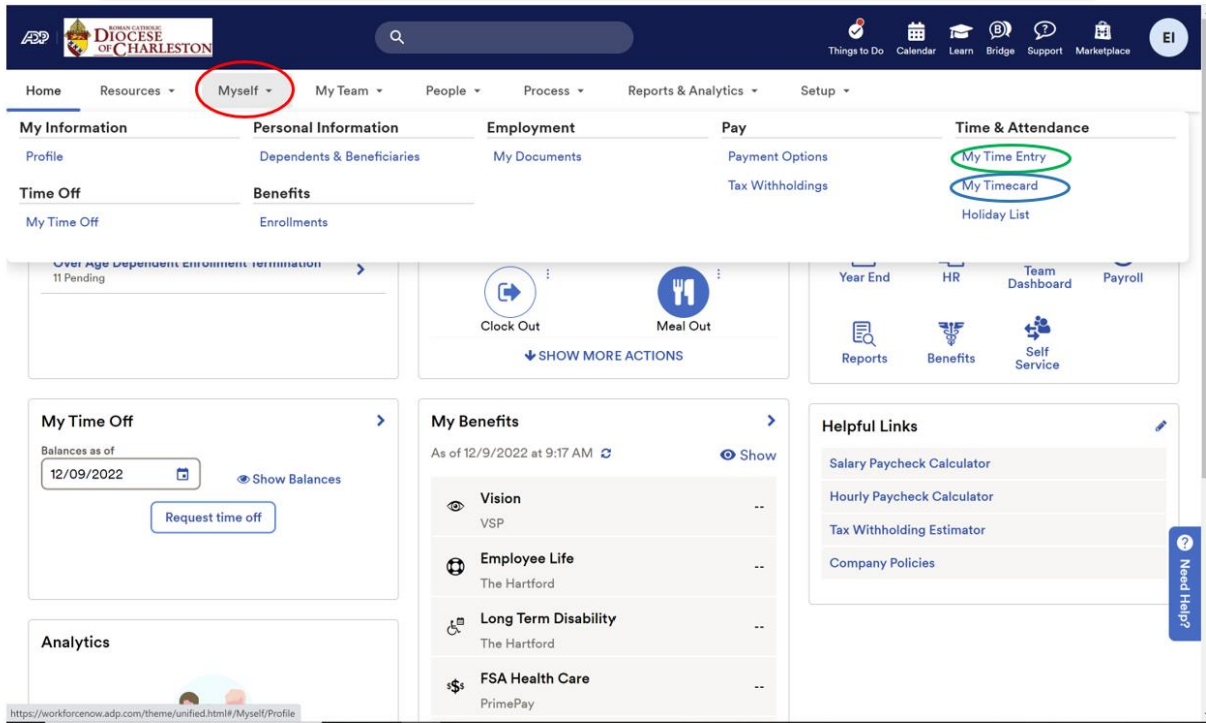 ADP
ROMAN CATHOLIC
DIOCESE
OF CHARLESTON
Things to Do
Calendar
Learn
Bridge
Support
Marketplace
EI
Home
Resources
Myself
My Team
People
Process
Reports & Analytics
Setup
My Information
Profile
Time Off
My Time Off
Personal Information
Dependents & Beneficiaries
Benefits
Enrollments
Employment
My Documents
Pay
Payment Options
Tax Withholdings
Time & Attendance
My Time Entry
My Timecard
Holiday List
Over Age Dependent Enrollment Termination
11 Pending
Clock Out
Meal Out
SHOW MORE ACTIONS
Year End
HR
Team
Dashboard
Payroll
Reports
Benefits
Self
Service
My Time Off
Balances as of
12/09/2022
Show Balances
Request time off
My Benefits
As of 12/9/2022 at 9:17 AM
Show
Vision
--
VSP
Employee Life
--
The Hartford
Long Term Disability
--
The Hartford
FSA Health Care
--
PrimePay
Helpful Links
Salary Paycheck Calculator
Hourly Paycheck Calculator
Tax Withholding Estimator
Company Policies
? Need Help?
Analytics
https://workforcenow.adp.com/theme/unified.html#/Myself/Profile